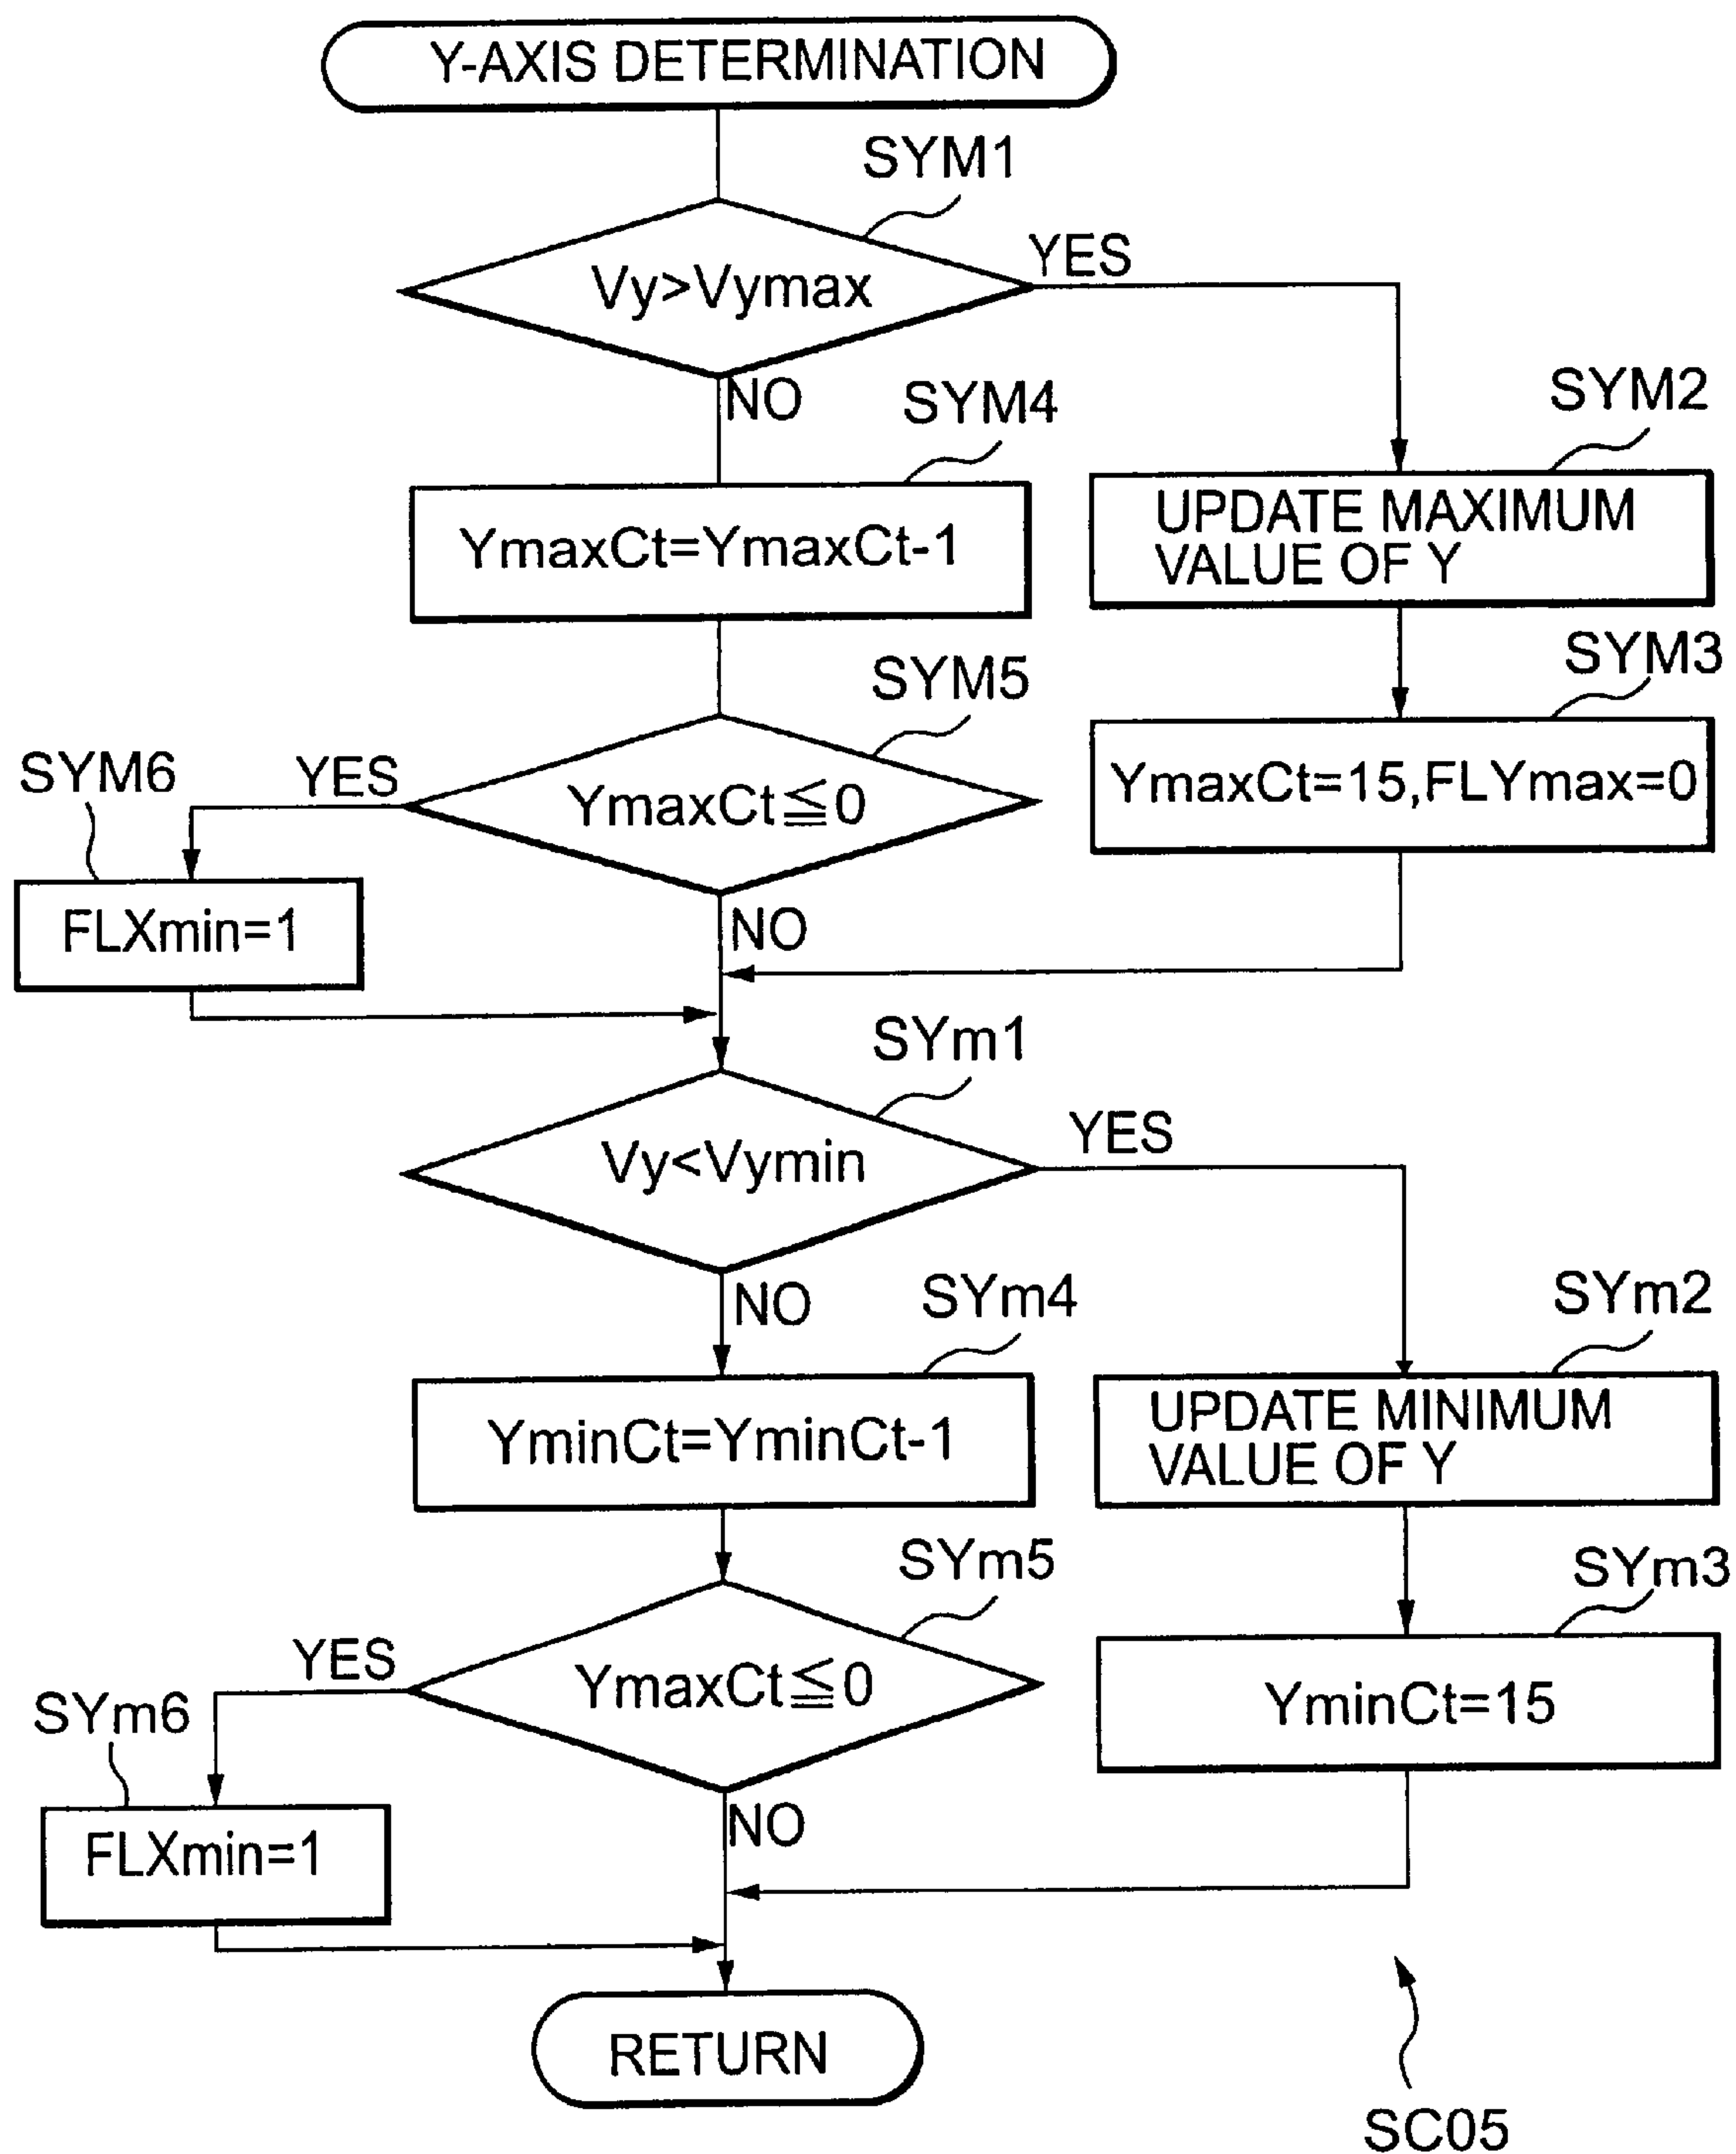 Y-AXIS DETERMINATION
SYM1
Vy>Vymax
YES
NO
SYM4
SYM2
YmaxCt=YmaxCt-1
UPDATE MAXIMUM
VALUE OF Y
SYM5
SYM3
SYM6
YES
YmaxCt≦0
YmaxCt=15,FLYmax=0
FLXmin=1
NO
SYm1
Vy<Vymin
YES
NO
SYm4
SYm2
YminCt=YminCt-1
UPDATE MINIMUM
VALUE OF Y
SYm5
SYm3
YES
YmaxCt≦0
YminCt=15
SYm6
FLXmin=1
NO
RETURN
SC05